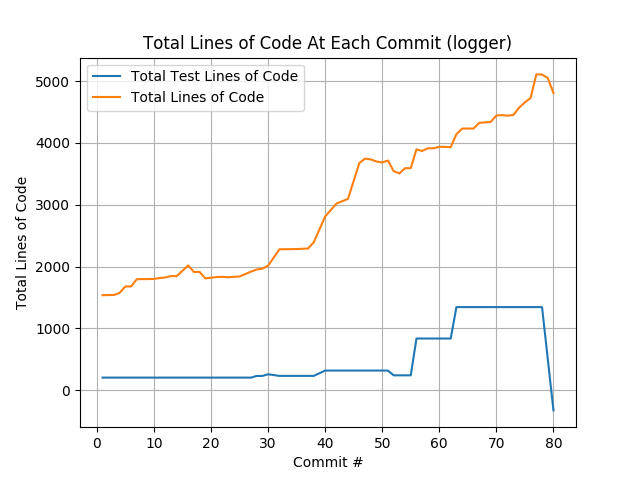 Total Lines of Code At Each Commit (logger)
Total Test Lines of Code
Total Lines of Code
Total Lines of Code
5000
4000
3000
2000
1000
0
0 10 20 30 40 50 60 70 80
Commit #